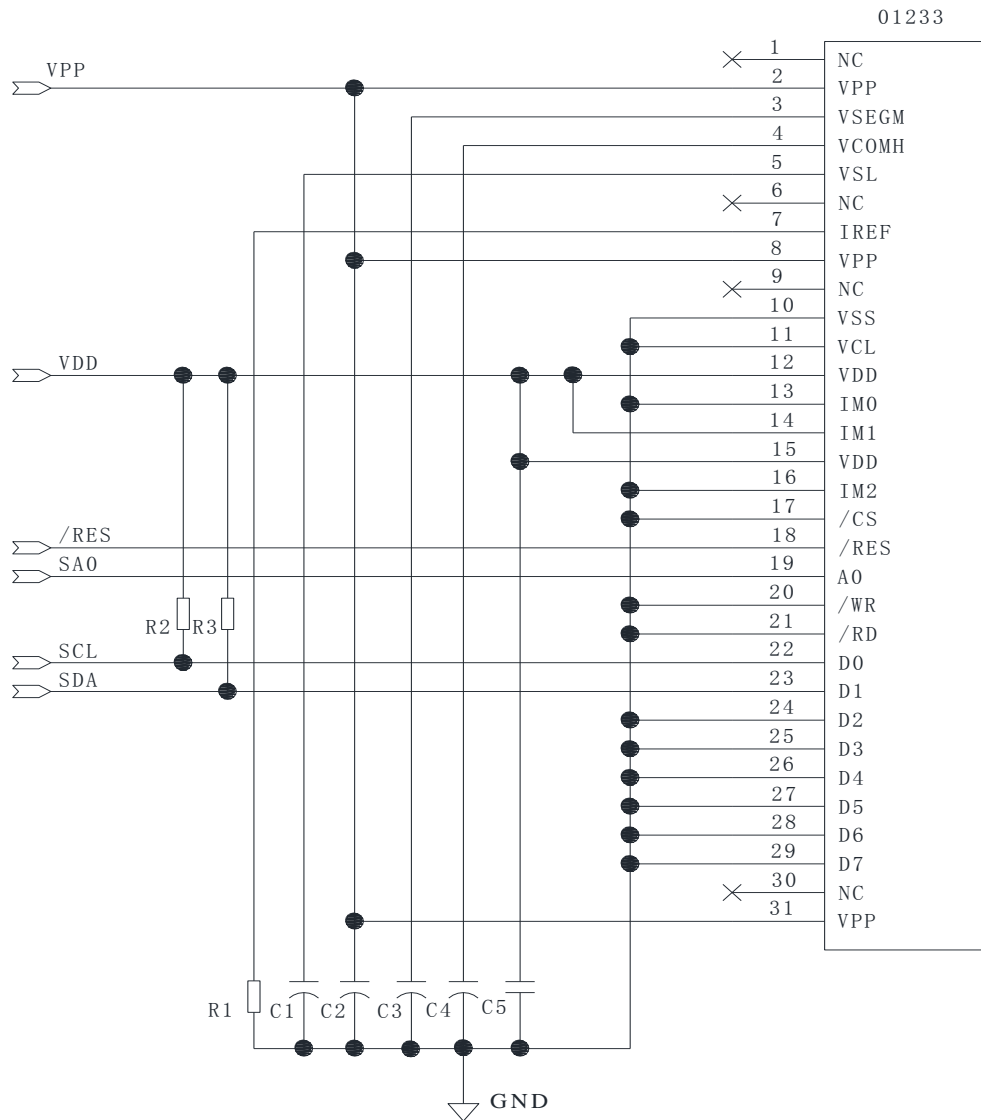 01233
1
NC
VPP
2
VPP
3
VSEGM
4
VCOMH
5
VSL
6
NC
7
IREF
8
VPP
9
NC
10
VSS
11
VCL
VDD
12
VDD
13
IM0
14
IM1
15
VDD
16
IM2
17
/CS
/RES
18
/RES
SA0
19
A0
20
/WR
R2
R3
21
/RD
SCL
22
D0
SDA
23
D1
24
D2
25
D3
26
D4
27
D5
28
D6
29
D7
30
NC
31
VPP
R1
C1
C2
C3
C4
C5
GND